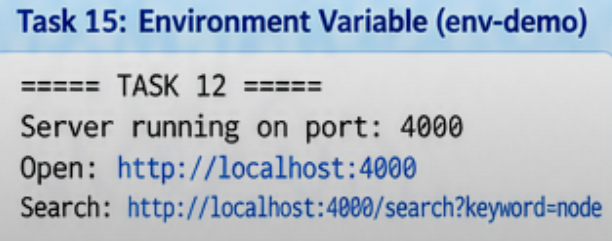 Task 15: Environment Variable (env-demo)
===== TASK 12 =====
Server running on port: 4000
Open: http://localhost:4000
Search: http://localhost:4000/search?keyword=node